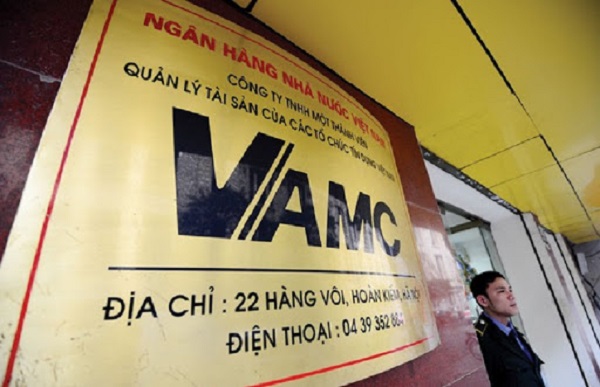 NGÂN HÀNG NHÀ NƯỚC VIỆT NAM
CÔNG TY TNHH MỘT THÀNH VIÊN
QUẢN LÝ TÀI SẢN CỦA CÁC TỔ CHỨC TÍN DỤNG VIỆT NAM
VAMC
ĐỊA CHỈ : 22 HÀNG VÔI, HOÀN KIẾM, HÀ NỘI
ĐIỆN THOẠI : 04 39 352 664